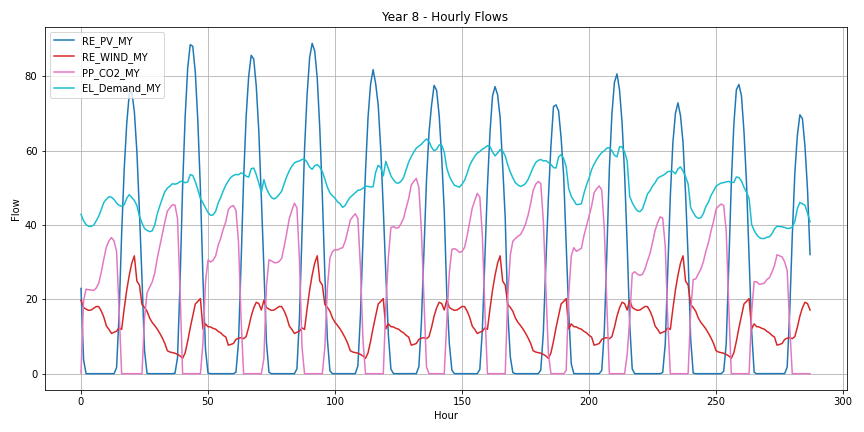 Year 8 - Hourly Flows
RE_PV_MY
RE_WIND_MY
PP_CO2_MY
EL_Demand_MY
80
60
40
20
0
Flow
0
50
100
150
200
250
300
Hour